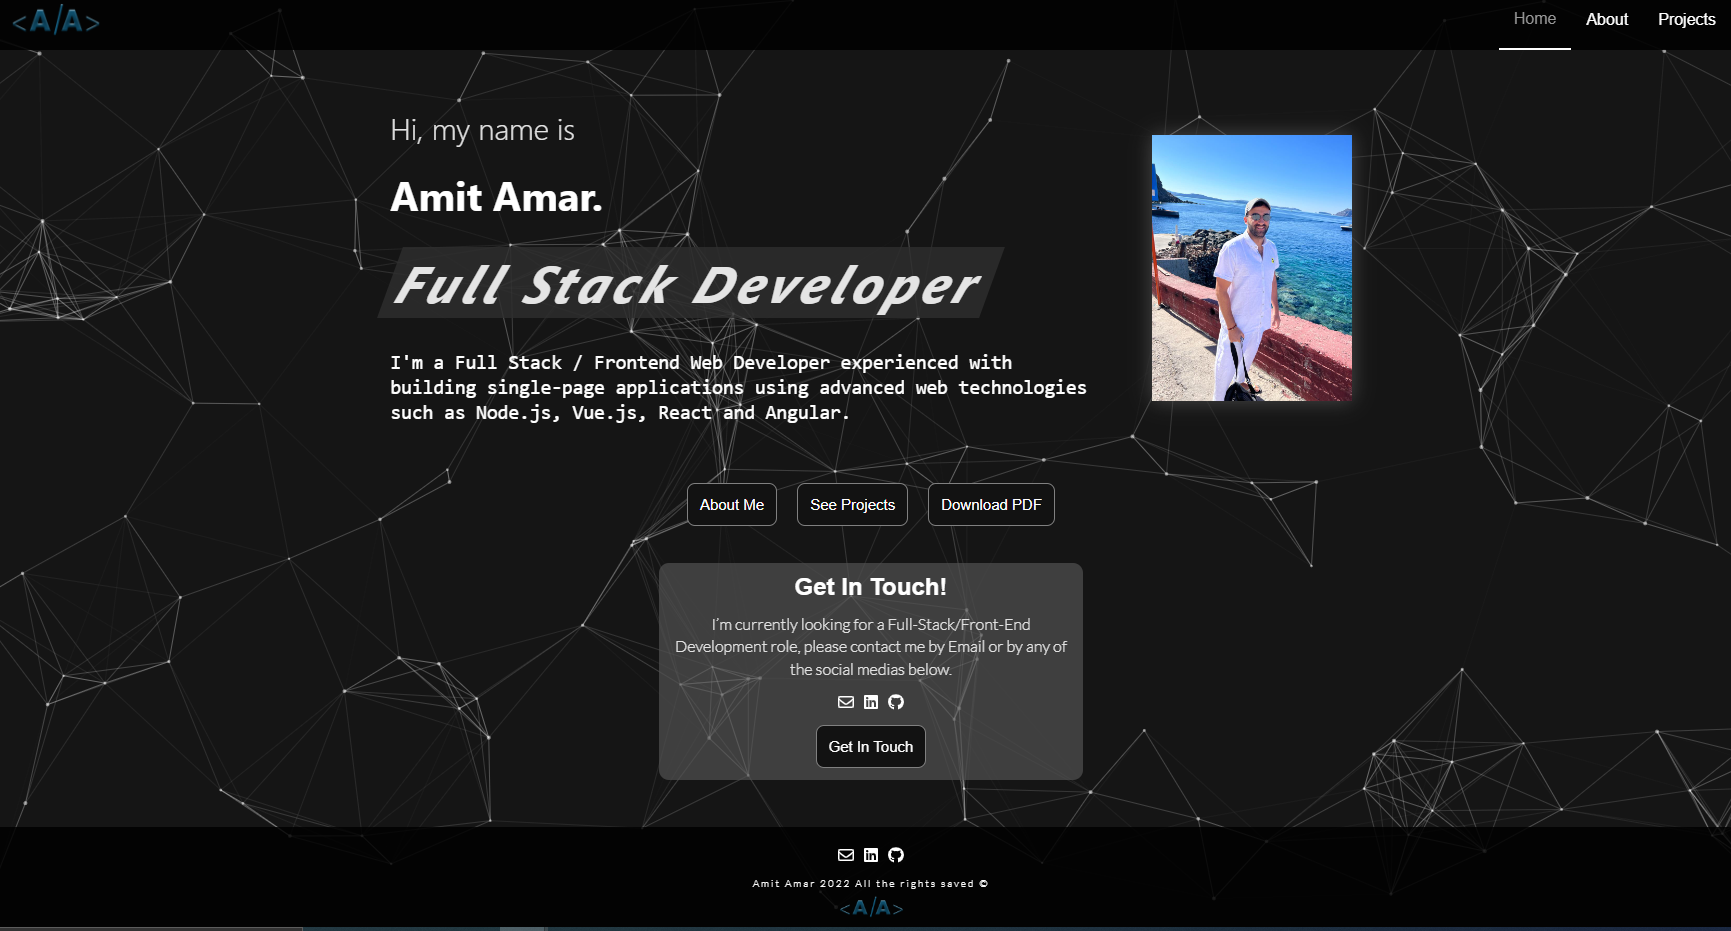 <A/A>
Home About Projects
Hi, my name is
Amit Amar.
Full Stack Developer
I'm a Full Stack / Frontend Web Developer experienced with
building single-page applications using advanced web technologies
such as Node.js, Vue.js, React and Angular.
About Me See Projects Download PDF
Get In Touch!
I'm currently looking for a Full-Stack/Front-End
Development role, please contact me by Email or by any of
the social medias below.
Get In Touch
Amit Amar 2022 All the rights saved ©
<A/A>